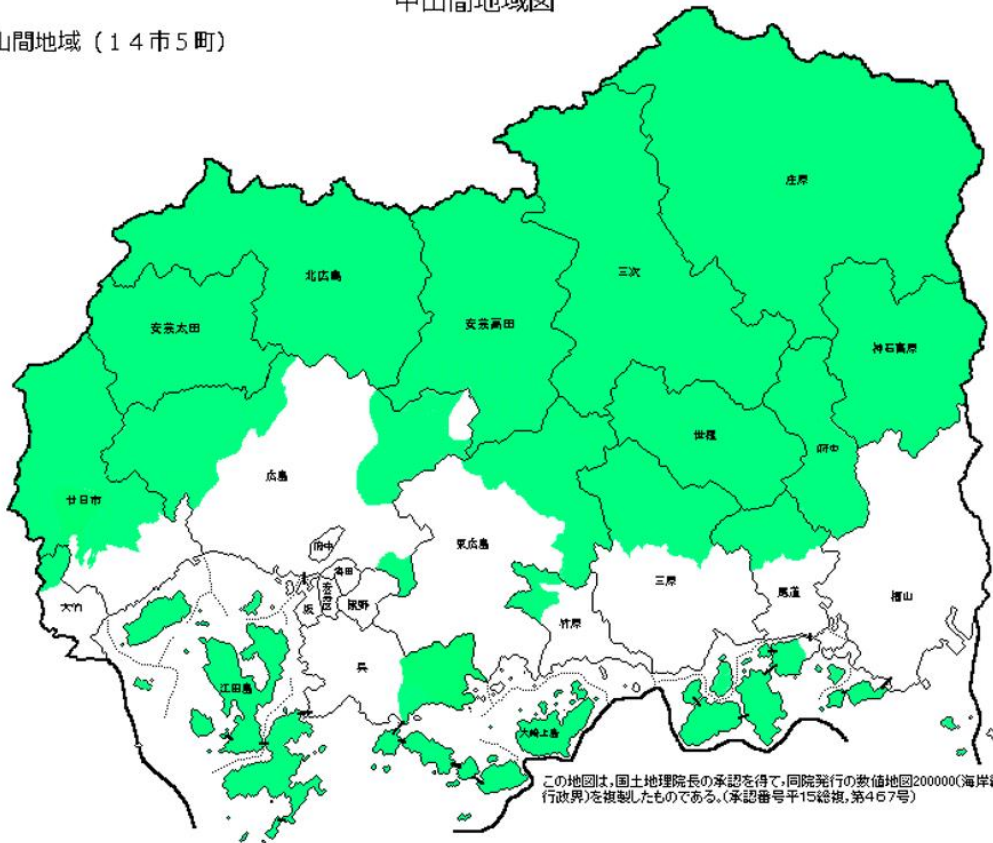 中山間地域図
山間地域（１４市５町）
庄原
三次
北広島
安芸高田
安芸太田
神石高原
世羅
府中
廿日市
広島
東広島
府中
海田
安芸区
坂
熊野
三原
尾道
福山
大竹
竹原
呉
江田島
大崎上島
この地図は，国土地理院長の承認を得て，同院発行の数値地図200000(海岸線
行政界)を複製したものである。(承認番号平15総複，第467号)